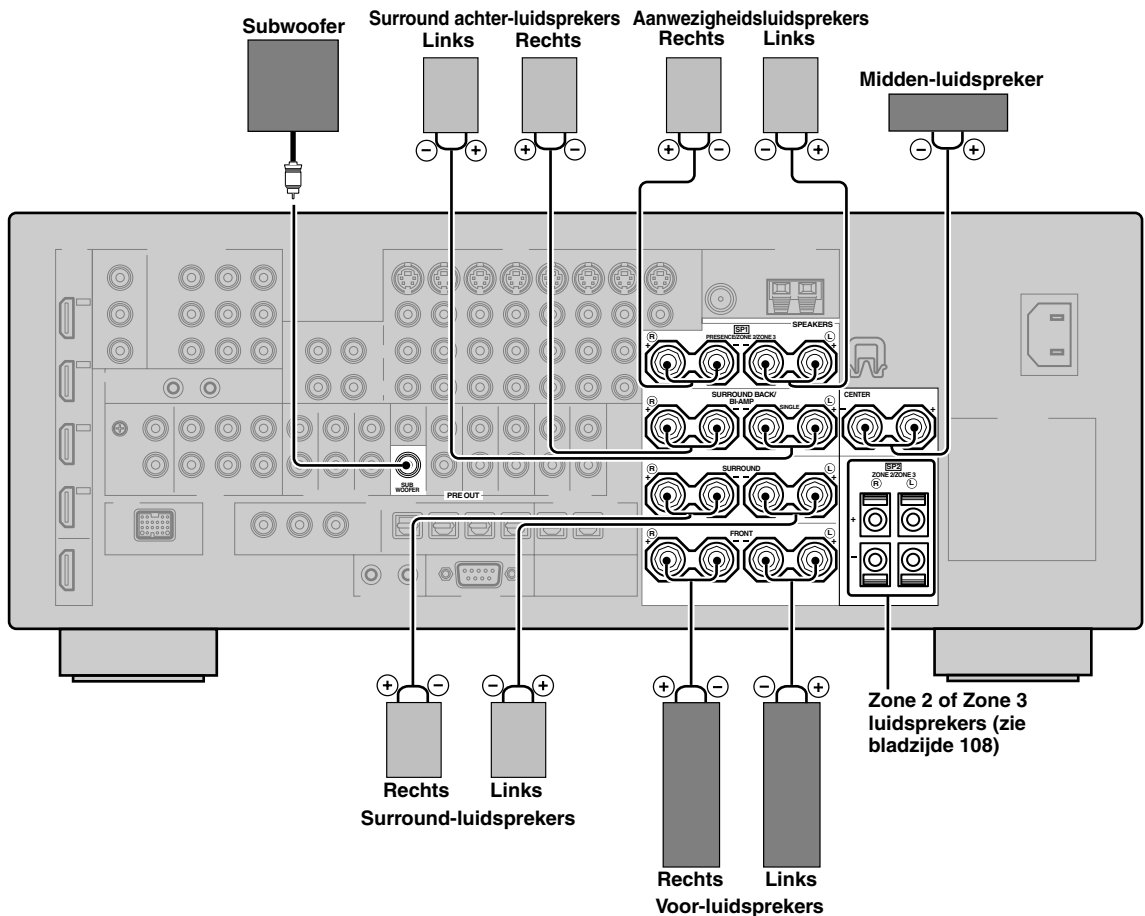 Subwoofer
Surround achter-luidsprekers
Links
Rechts
Aanwezigheidsluidsprekers
Rechts
Links
Midden-luidspreker
SPEAKERS
SP1
PRESENCE/ZONE 2/ZONE 3
R
L
+
+
SURROUND BACK/
BI-AMP
SINGLE
R
L
+
+
CENTER
+
SURROUND
R
L
+
+
SP2
ZONE 2/ZONE 3
R
L
+
–
SUB
WOOFER
PRE OUT
FRONT
R
L
+
+
Rechts
Links
Surround-luidsprekers
Rechts
Links
Voor-luidsprekers
Zone 2 of Zone 3
luidsprekers (zie
bladzijde 108)